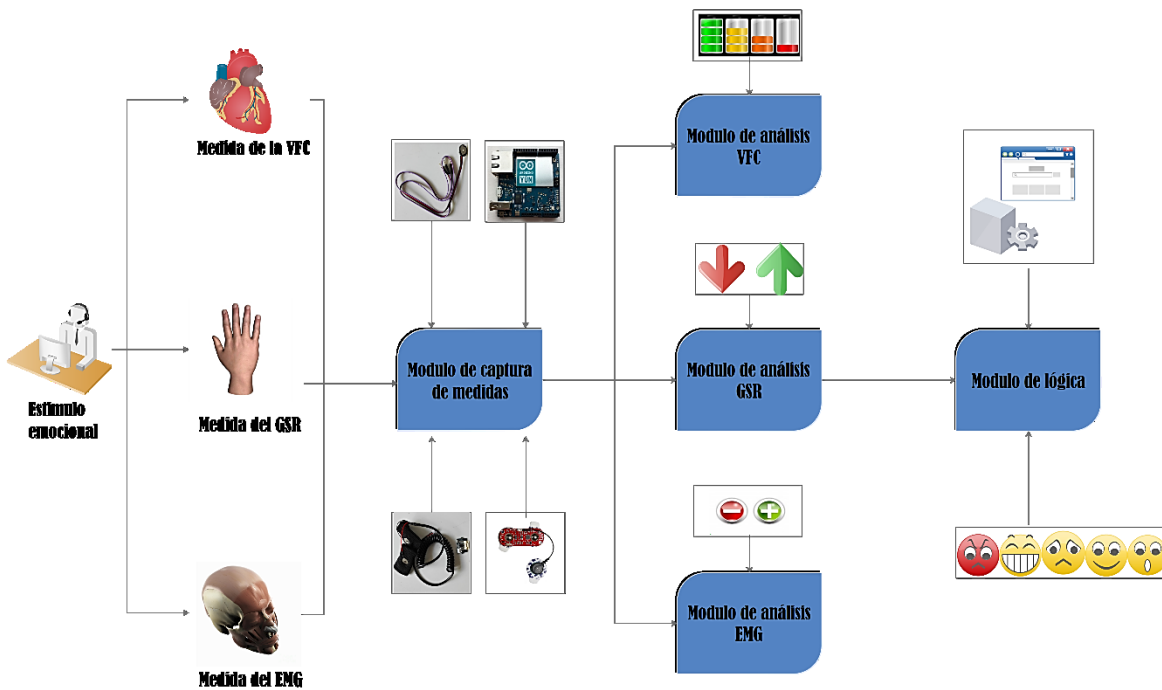 Medida de la VFC
Estímulo
emocional
Medida del GSR
Medida del EMG
Modulo de captura
de medidas
Modulo de análisis
VFC
Modulo de análisis
GSR
Modulo de análisis
EMG
Modulo de lógica